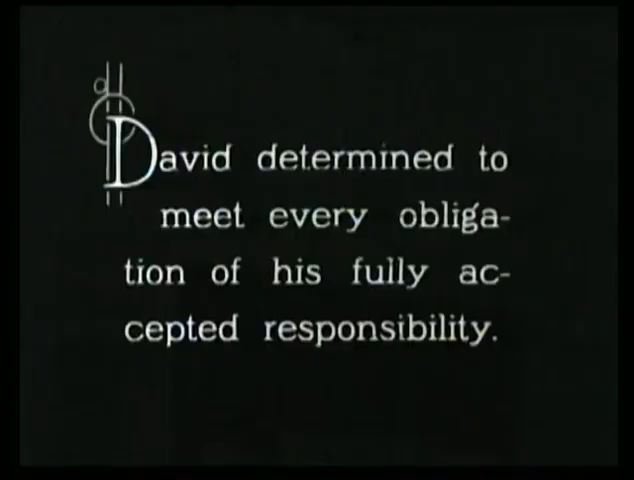 David determined to
meet every obliga-
tion of his fully ac-
cepted responsibility.